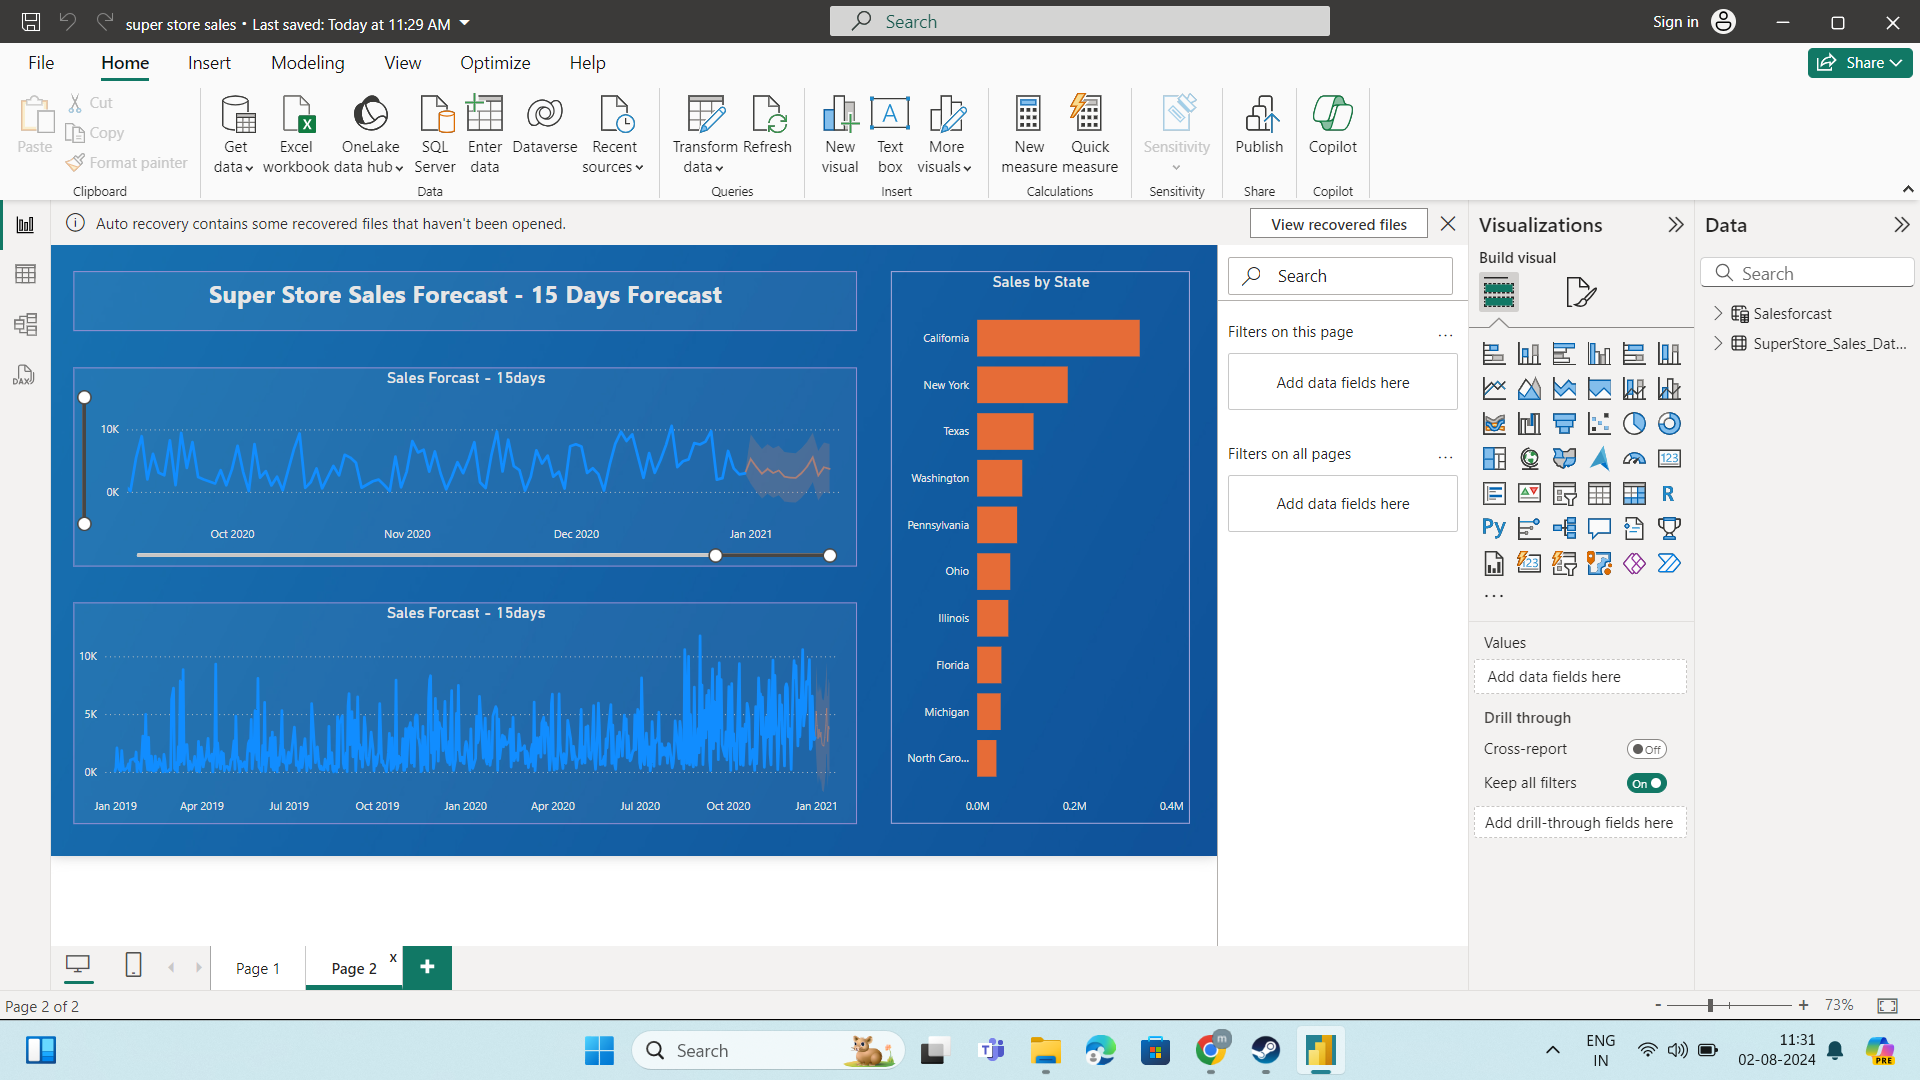 super store sales • Last saved: Today at 11:29 AM
Search
Sign in
File
Home
Insert
Modeling
View
Optimize
Help
Share
Paste
Cut
Copy
Format painter
Clipboard
Get
data
Excel
workbook
OneLake
data hub
SQL
Server
Enter
data
Dataverse
Recent
sources
Data
Transform
data
Refresh
Queries
New
visual
Text
box
More
visuals
Insert
New
measure
Quick
measure
Calculations
Sensitivity
Sensitivity
Publish
Share
Copilot
Copilot
DAX
Auto recovery contains some recovered files that haven't been opened.
View recovered files
Super Store Sales Forecast - 15 Days Forecast
Sales Forcast - 15days
10K
0K
Oct 2020
Nov 2020
Dec 2020
Jan 2021
Sales Forcast - 15days
10K
5K
0K
Jan 2019
Apr 2019
Jul 2019
Oct 2019
Jan 2020
Apr 2020
Jul 2020
Oct 2020
Jan 2021
Sales by State
California
New York
Texas
Washington
Pennsylvania
Ohio
Illinois
Florida
Michigan
North Caro...
0.0M
0.2M
0.4M
Search
Filters on this page
...
Add data fields here
Filters on all pages
...
Add data fields here
Visualizations
Build visual
123
R
Py
123
...
Values
Add data fields here
Drill through
Cross-report
Off
Keep all filters
On
Add drill-through fields here
Data
Search
Salesforcast
SuperStore_Sales_Dat...
Page 1
Page 2
x
+
Page 2 of 2
-
+
73%
Search
m
ENG
IN
11:31
02-08-2024
PRE